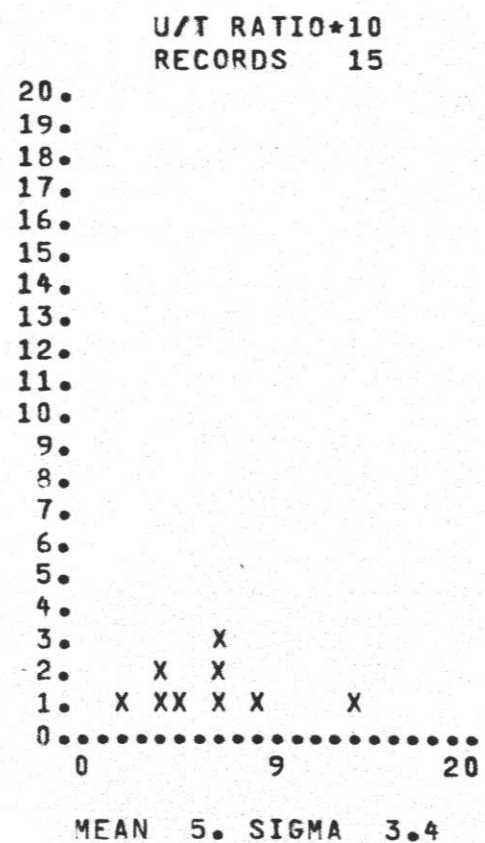 U/T RATIO*10
RECORDS 15
20.
19.
18.
17.
16.
15.
14.
13.
12.
11.
10.
9.
8.
7.
6.
5.
4.
3. X
2. X X
1. X XX X X X
0......................
0 9 20
MEAN 5. SIGMA 3.4